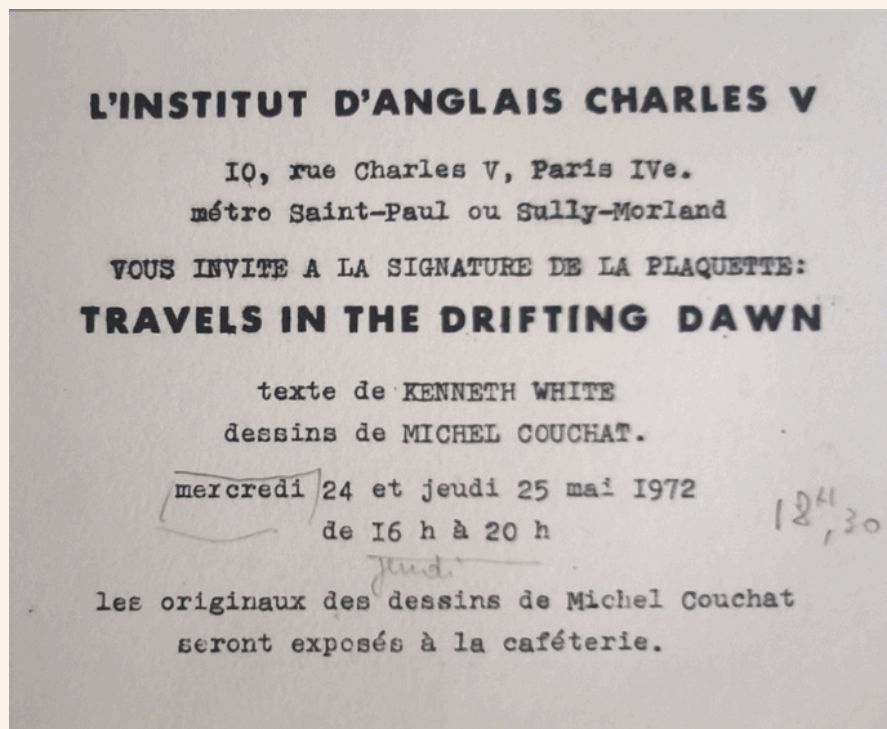 L'INSTITUT D'ANGLAIS CHARLES V
IO, rue Charles V, Paris IVe.
métro Saint-Paul ou Sully-Morland
VOUS INVITE A LA SIGNATURE DE LA PLAQUETTE:
TRAVELS IN THE DRIFTING DAWN
texte de KENNETH WHITE
dessins de MICHEL COUCHAT.
mercredi 24 et jeudi 25 mai I972
18H,30
de I6 h à 20 h
jeudi
les originaux des dessins de Michel Couchat
seront exposés à la caféterie.